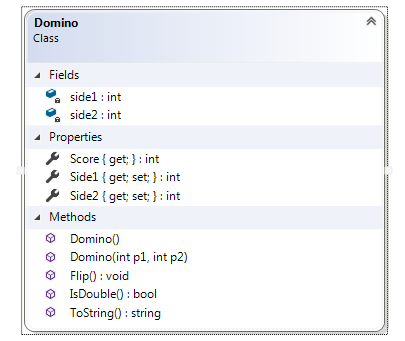 Domino
Class
Fields
side1 : int
side2 : int
Properties
Score { get; } : int
Side1 { get; set; } : int
Side2 { get; set; } : int
Methods
Domino()
Domino(int p1, int p2)
Flip() : void
IsDouble() : bool
ToString() : string